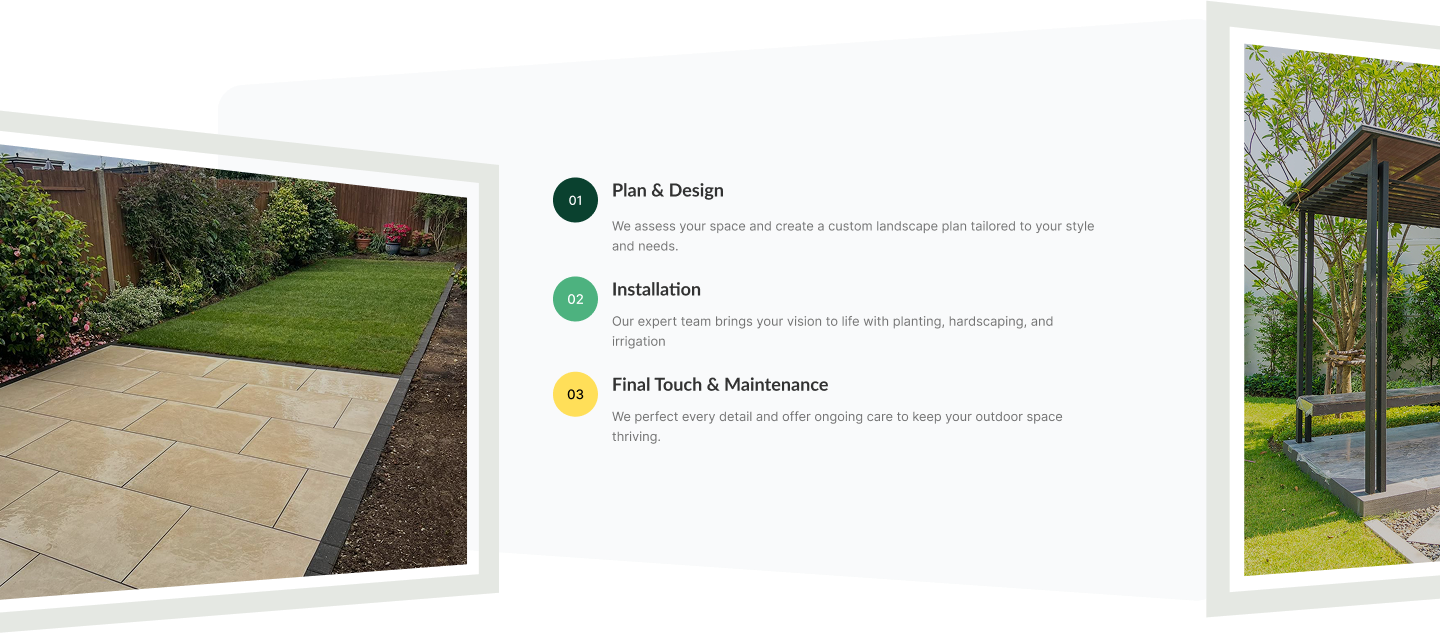 01
Plan & Design
We assess your space and create a custom landscape plan tailored to your style
and needs.
02
Installation
Our expert team brings your vision to life with planting, hardscaping, and
irrigation
03
Final Touch & Maintenance
We perfect every detail and offer ongoing care to keep your outdoor space
thriving.